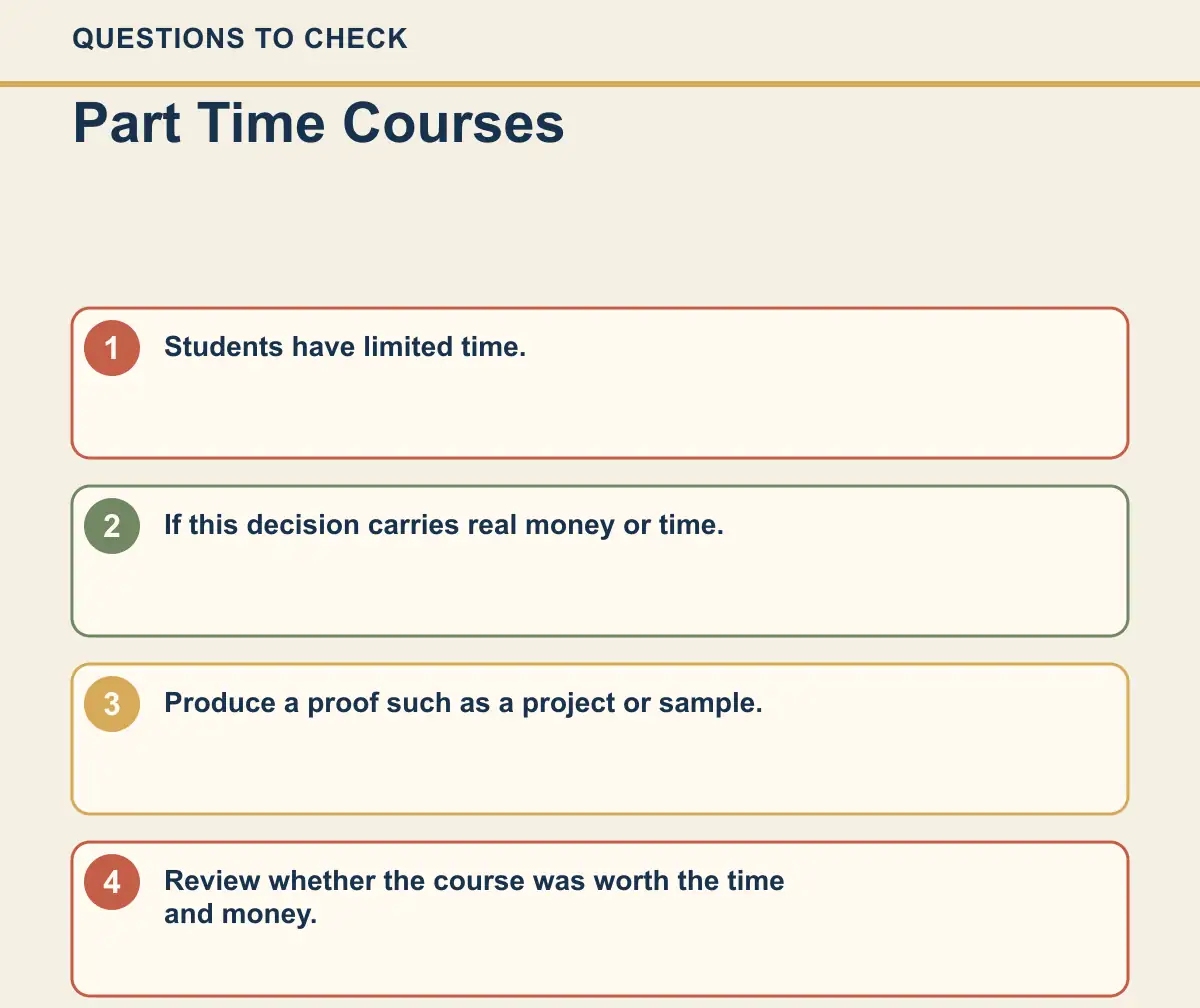 QUESTIONS TO CHECK
Part Time Courses
1
Students have limited time.
2
If this decision carries real money or time.
3
Produce a proof such as a project or sample.
4
Review whether the course was worth the time
and money.